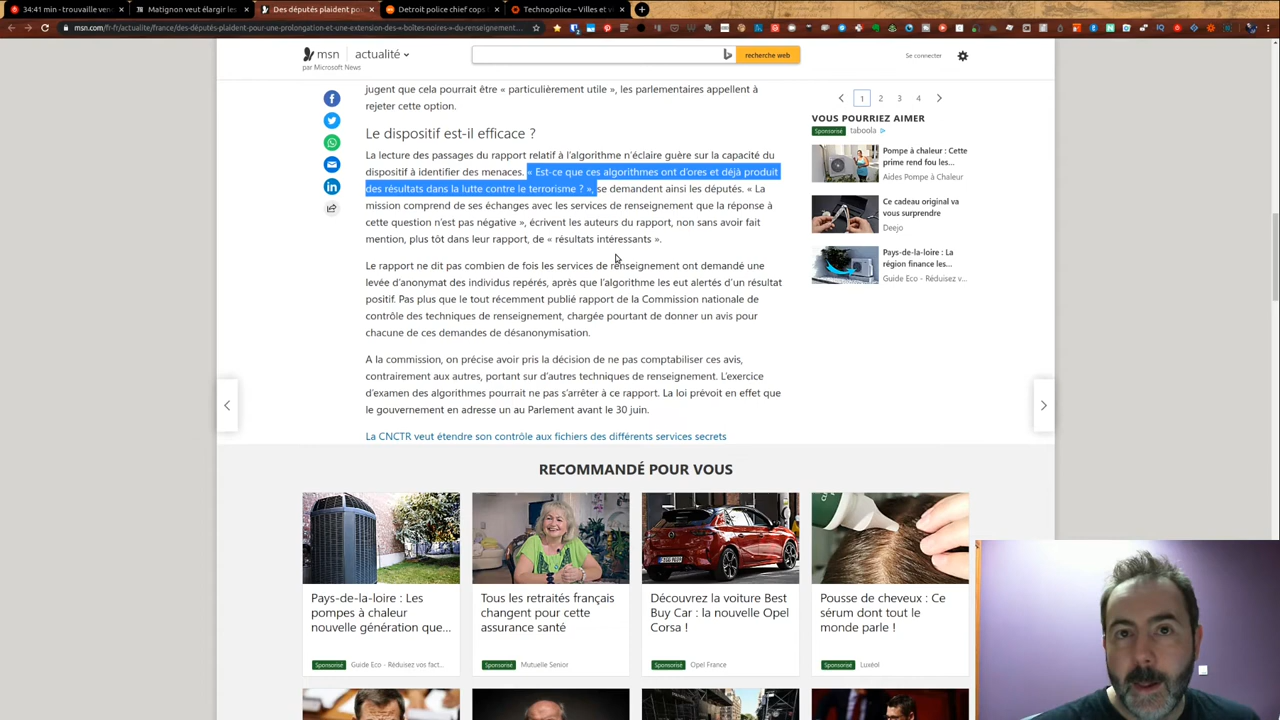 34:41 min - trouvaille ven
Matignon veut élargir les
Des députés plaident po
Detroit police chief cops
Technopolice – Villes et v
msn.com/fr-fr/actualite/france/des-députés-plaident-pour-une-prolongation-et-une-extension-des-«-boîtes-noires-»-du-renseignement...
msn
actualité
recherche web
Se connecter
par Microsoft News
jugent que cela pourrait être « particulièrement utile », les parlementaires appellent à
rejeter cette option.
Le dispositif est-il efficace ?
La lecture des passages du rapport relatif à l'algorithme n'éclaire guère sur la capacité du
dispositif à identifier des menaces. « Est-ce que ces algorithmes ont d'ores et déjà produit
des résultats dans la lutte contre le terrorisme ? », se demandent ainsi les députés. « La
mission comprend de ses échanges avec les services de renseignement que la réponse à
cette question n'est pas négative », écrivent les auteurs du rapport, non sans avoir fait
mention, plus tôt dans leur rapport, de « résultats intéressants ».
Le rapport ne dit pas combien de fois les services de renseignement ont demandé une
levée d'anonymat des individus repérés, après que l'algorithme les eut alertés d'un résultat
positif. Pas plus que le tout récemment publié rapport de la Commission nationale de
contrôle des techniques de renseignement, chargée pourtant de donner un avis pour
chacune de ces demandes de désanonymisation.
A la commission, on précise avoir pris la décision de ne pas comptabiliser ces avis,
contrairement aux autres, portant sur d'autres techniques de renseignement. L'exercice
d'examen des algorithmes pourrait ne pas s'arrêter à ce rapport. La loi prévoit en effet que
le gouvernement en adresse un au Parlement avant le 30 juin.
La CNCTR veut étendre son contrôle aux fichiers des différents services secrets
1 2 3 4
VOUS POURRIEZ AIMER
Sponsorisé taboola
Pompe à chaleur : Cette
prime rend fou les...
Aides Pompe à Chaleur
Ce cadeau original va
vous surprendre
Deejo
Pays-de-la-loire : La
région finance les...
Guide Eco - Réduisez v...
RECOMMANDÉ POUR VOUS
Pays-de-la-loire : Les
pompes à chaleur
nouvelle génération que...
Sponsorisé Guide Eco - Réduisez vos fact...
Tous les retraités français
changent pour cette
assurance santé
Sponsorisé Mutuelle Senior
Découvrez la voiture Best
Buy Car : la nouvelle Opel
Corsa !
Sponsorisé Opel France
Pousse de cheveux : Ce
sérum dont tout le
monde parle !
Sponsorisé Luxéol